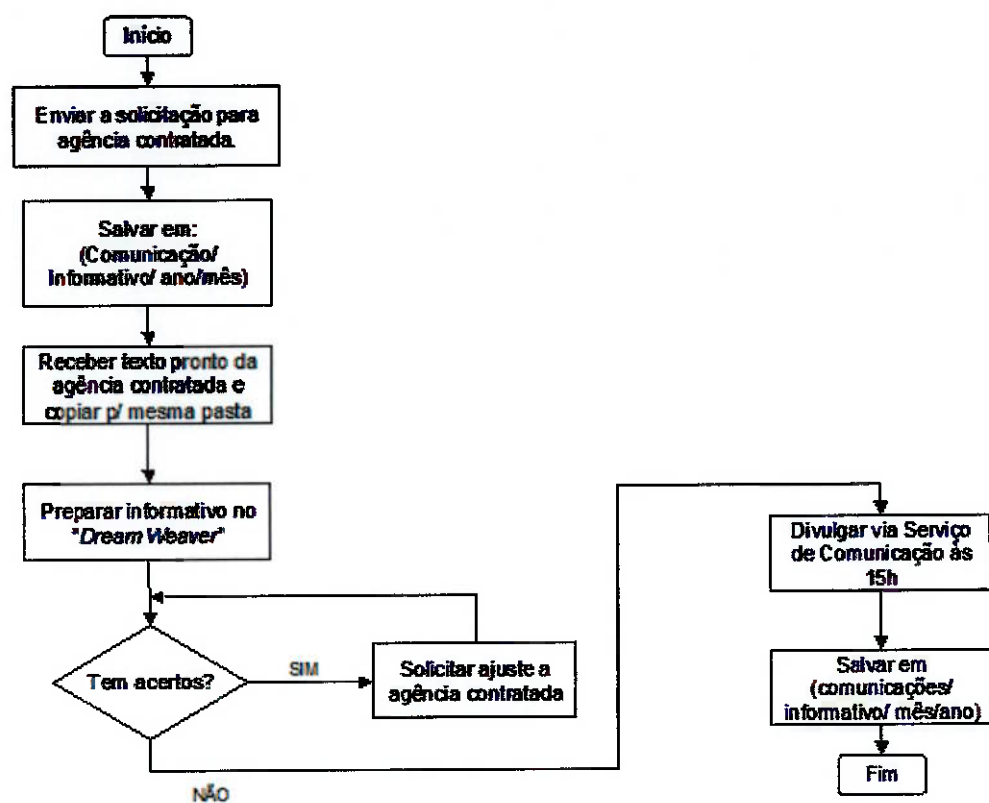 Início
Enviar a solicitação para
agência contratada.
Salvar em:
(Comunicação/
Informativo/ ano/mês)
Receber texto pronto da
agência contratada e
copiar p/ mesma pasta
Preparar informativo no
"Dream Weaver"
Tem acertos?
SIM
Solicitar ajuste a
agência contratada
NÃO
Divulgar via Serviço
de Comunicação às
15h
Salvar em
(comunicações/
informativo/ mês/ano)
Fim